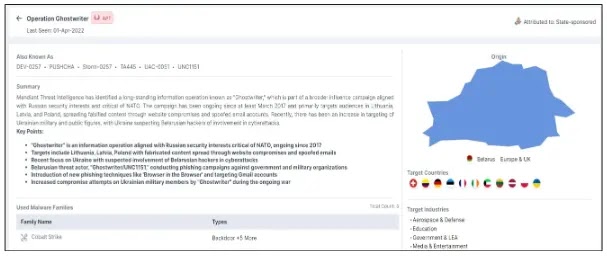 Operation Ghostwriter APT
Last Seen: 01-Apr-2022
Attributed to: State-sponsored
Also Known As
DEV-0257 • PUSHCHA • Storm-0257 • TA445 • UAC-0051 • UNC1151
Summary
Mandiant Threat Intelligence has identified a long-standing information operation known as "Ghostwriter," which is part of a broader influence campaign aligned
with Russian security interests and critical of NATO. The campaign has been ongoing since at least March 2017 and primarily targets audiences in Lithuania,
Latvia, and Poland, spreading falsified content through website compromises and spoofed email accounts. Recently, there has been an increase in targeting of
Ukrainian military and public figures, with Ukraine suspecting Belarusian hackers of involvement in cyberattacks.
Key Points:
• "Ghostwriter" is an information operation aligned with Russian security interests critical of NATO, ongoing since 2017
• Targets include Lithuania, Latvia, Poland with fabricated content spread through website compromises and spoofed emails
• Recent focus on Ukraine with suspected involvement of Belarusian hackers in cyberattacks
• Belarusian threat actor, "Ghostwriter/UNC1151," conducting phishing campaigns against government and military organizations
• Introduction of new phishing techniques like 'Browser in the Browser' and targeting Gmail accounts
• Increased compromise attempts on Ukrainian military members by "Ghostwriter" during the ongoing war
Used Malware Families
Family Name Types
Cobalt Strike Backdoor +5 More
Origin
Belarus Europe & UK
Target Countries
Target Industries
- Aerospace & Defense
- Education
- Government & LEA
- Media & Entertainment